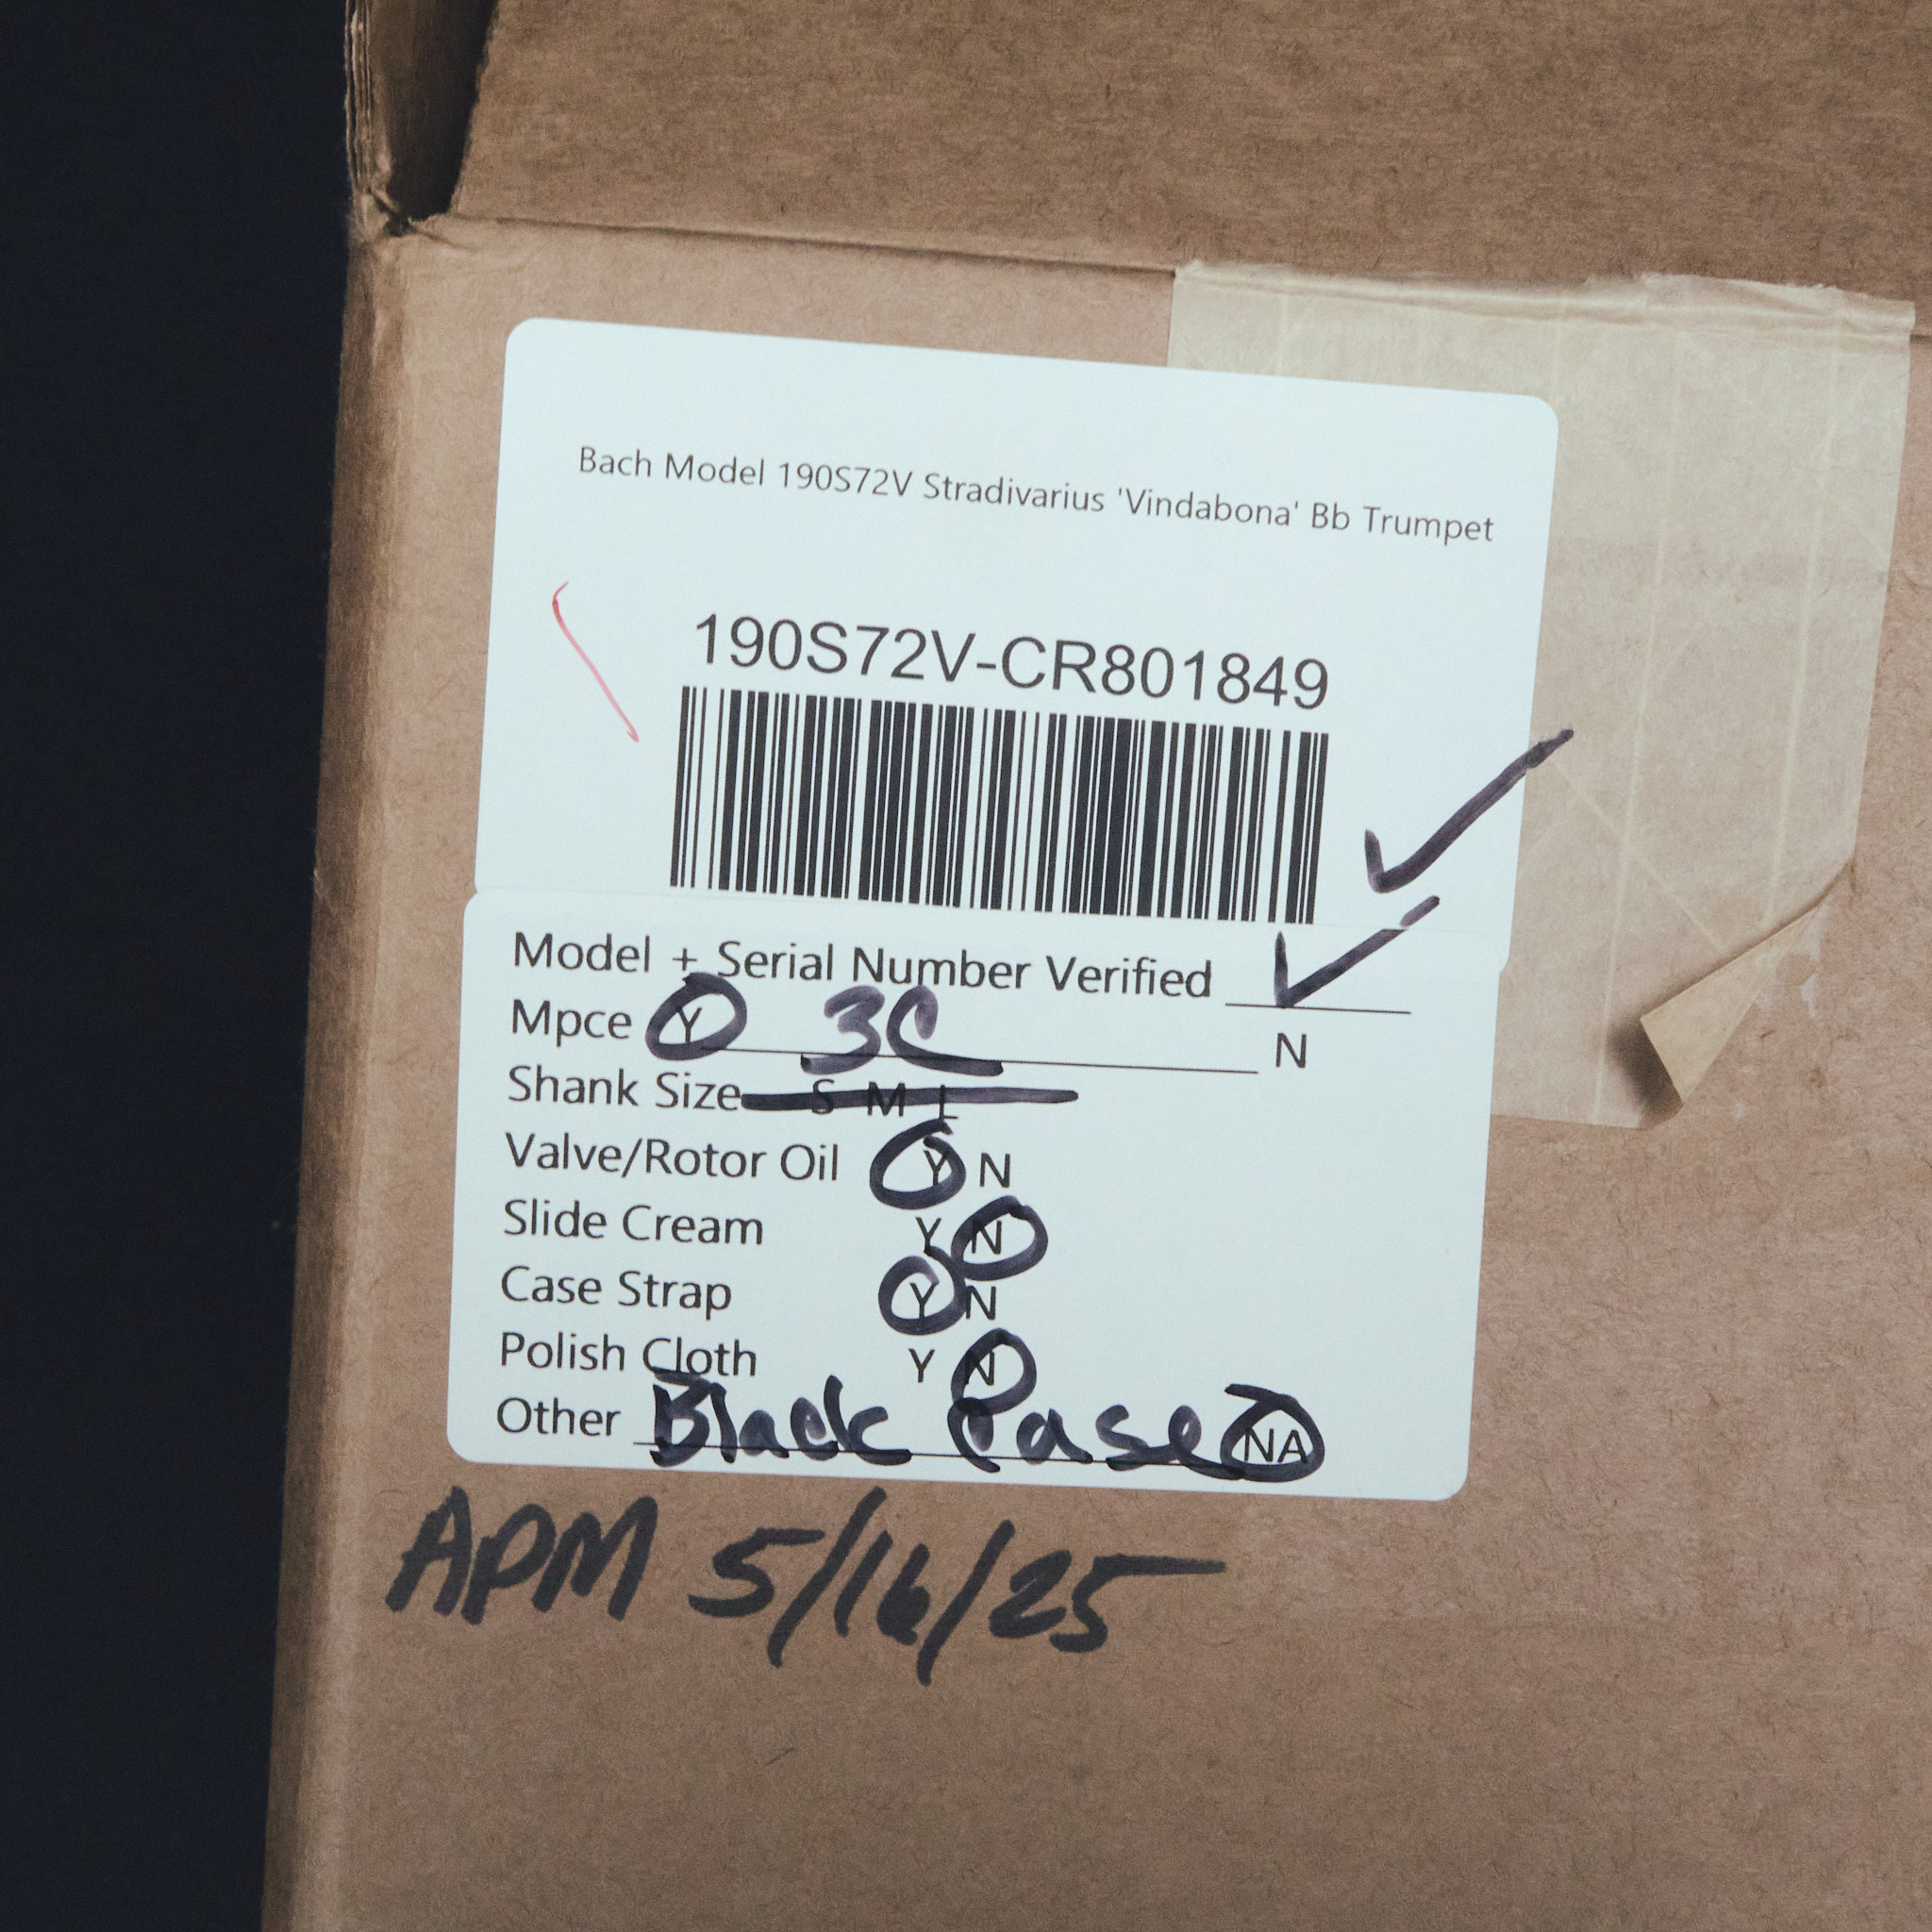 Bach Model 190S72V Stradivarius 'Vindabona' Bb Trumpet
190S72V-CR801849
Model + Serial Number Verified
Mpce Y 3C N
Shank Size S M L
Valve/Rotor Oil Y N
Slide Cream Y N
Case Strap Y N
Polish Cloth Y N
Other Black Case NA
APM 5/16/25